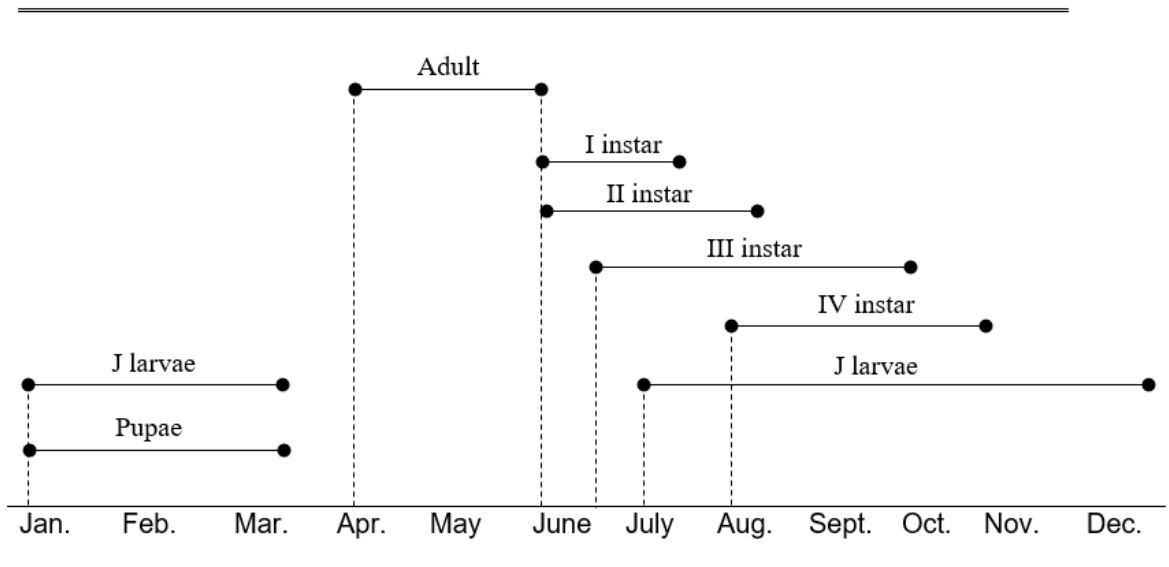 Adult
I instar
II instar
III instar
IV instar
J larvae
J larvae
Pupae
Jan. Feb. Mar. Apr. May June July Aug. Sept. Oct. Nov. Dec.